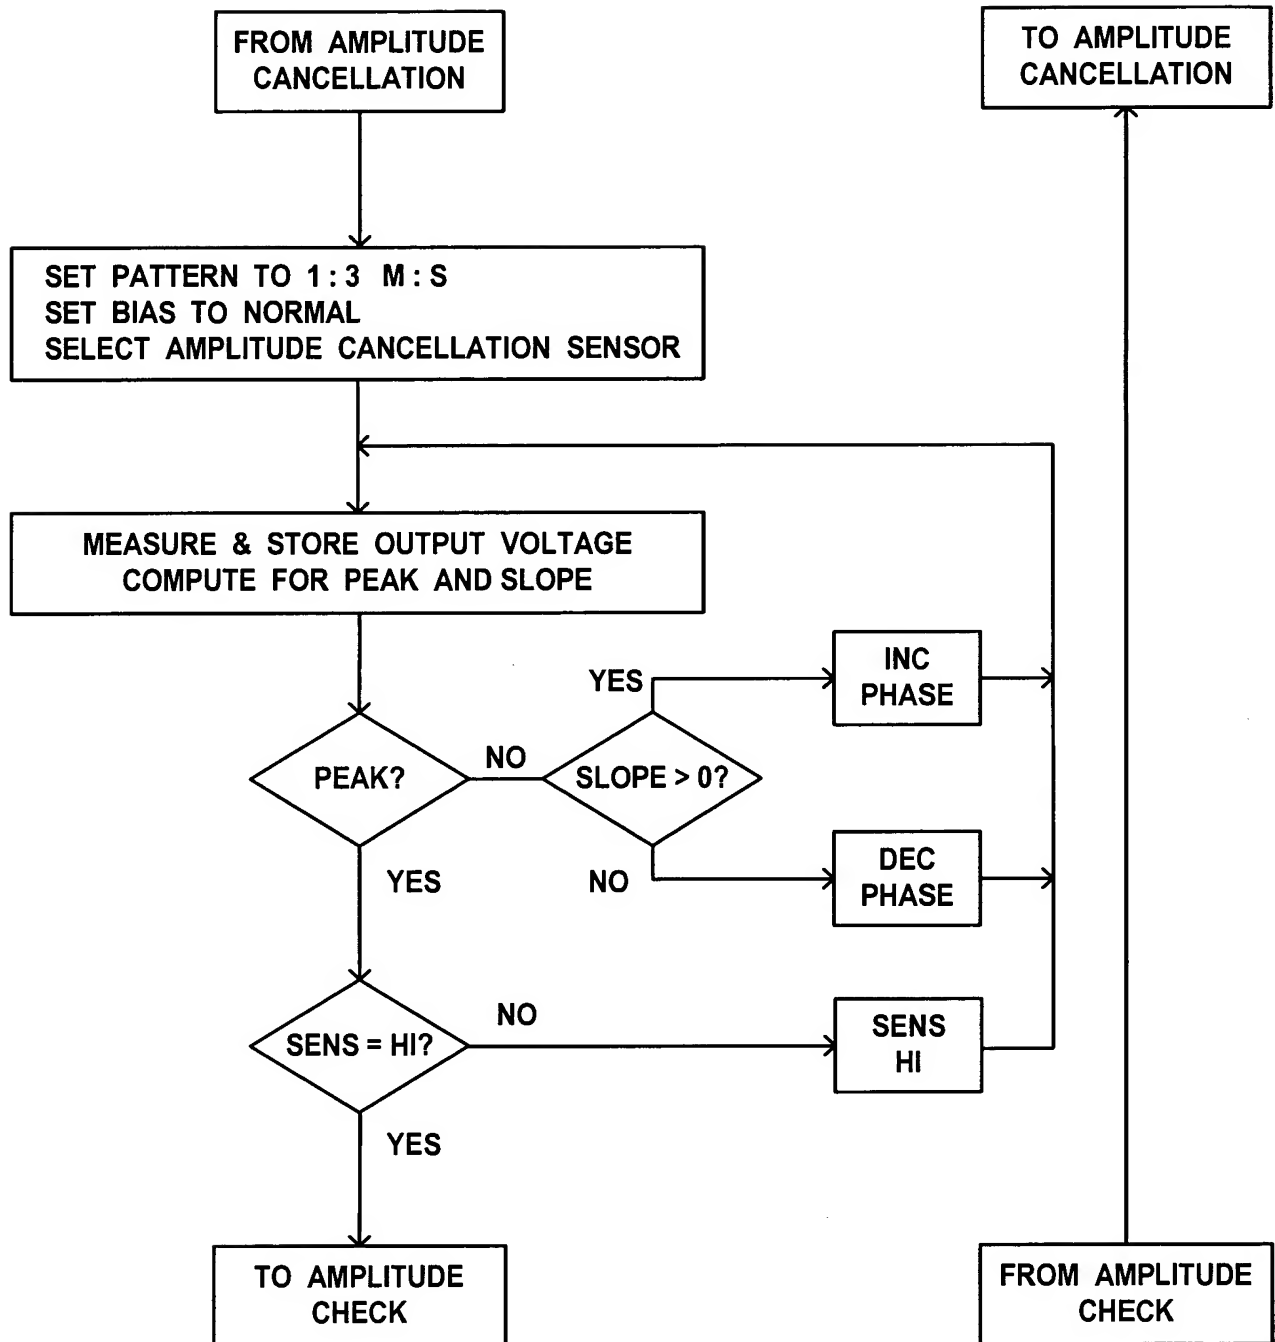 FROM AMPLITUDE
CANCELLATION
TO AMPLITUDE
CANCELLATION
SET PATTERN TO 1 : 3 M : S
SET BIAS TO NORMAL
SELECT AMPLITUDE CANCELLATION SENSOR
MEASURE & STORE OUTPUT VOLTAGE
COMPUTE FOR PEAK AND SLOPE
YES
INC
PHASE
PEAK?
NO
SLOPE > 0?
YES
NO
DEC
PHASE
SENS = HI?
NO
SENS
HI
YES
TO AMPLITUDE
CHECK
FROM AMPLITUDE
CHECK